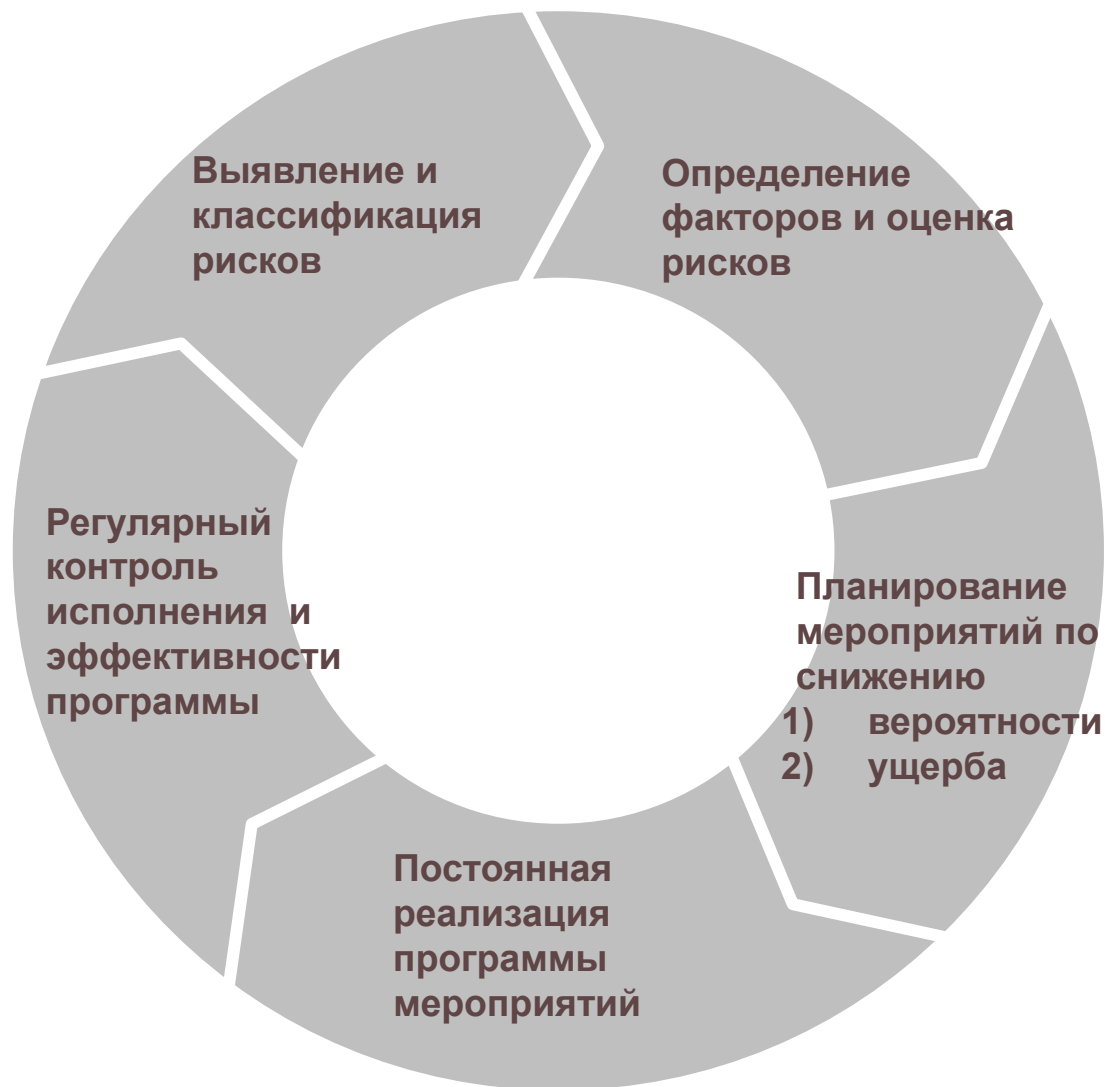 Выявление и
классификация
рисков
Определение
факторов и оценка
рисков
Планирование
мероприятий по
снижению
1) вероятности
2) ущерба
Постоянная
реализация
программы
мероприятий
Регулярный
контроль
исполнения и
эффективности
программы